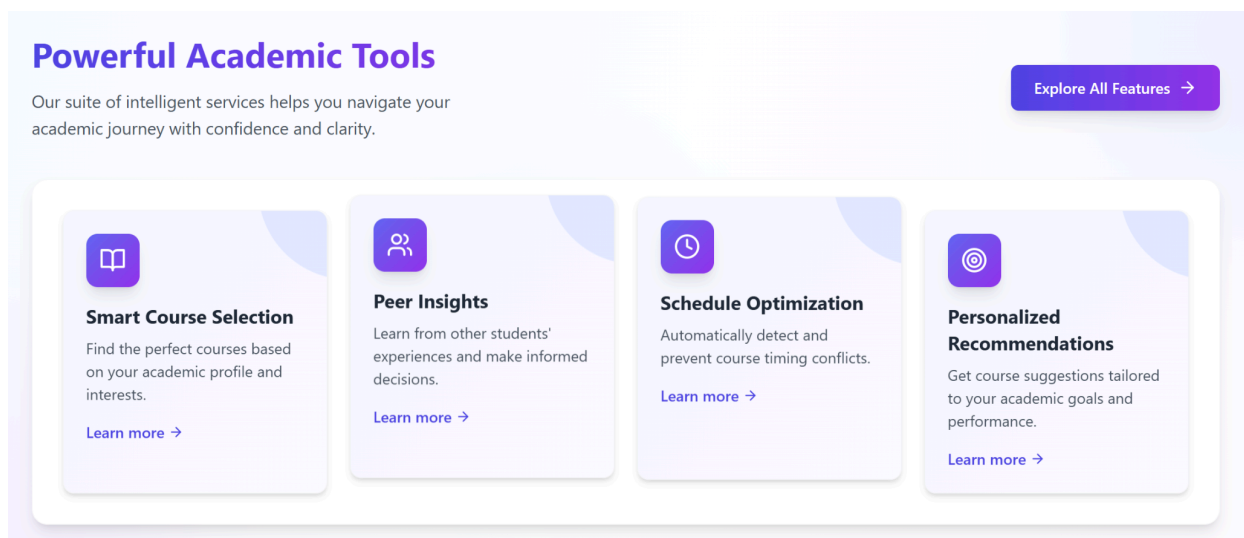 Powerful Academic Tools
Our suite of intelligent services helps you navigate your
academic journey with confidence and clarity.
Explore All Features →
Smart Course Selection
Find the perfect courses based
on your academic profile and
interests.
Learn more →
Peer Insights
Learn from other students'
experiences and make informed
decisions.
Learn more →
Schedule Optimization
Automatically detect and
prevent course timing conflicts.
Learn more →
Personalized
Recommendations
Get course suggestions tailored
to your academic goals and
performance.
Learn more →